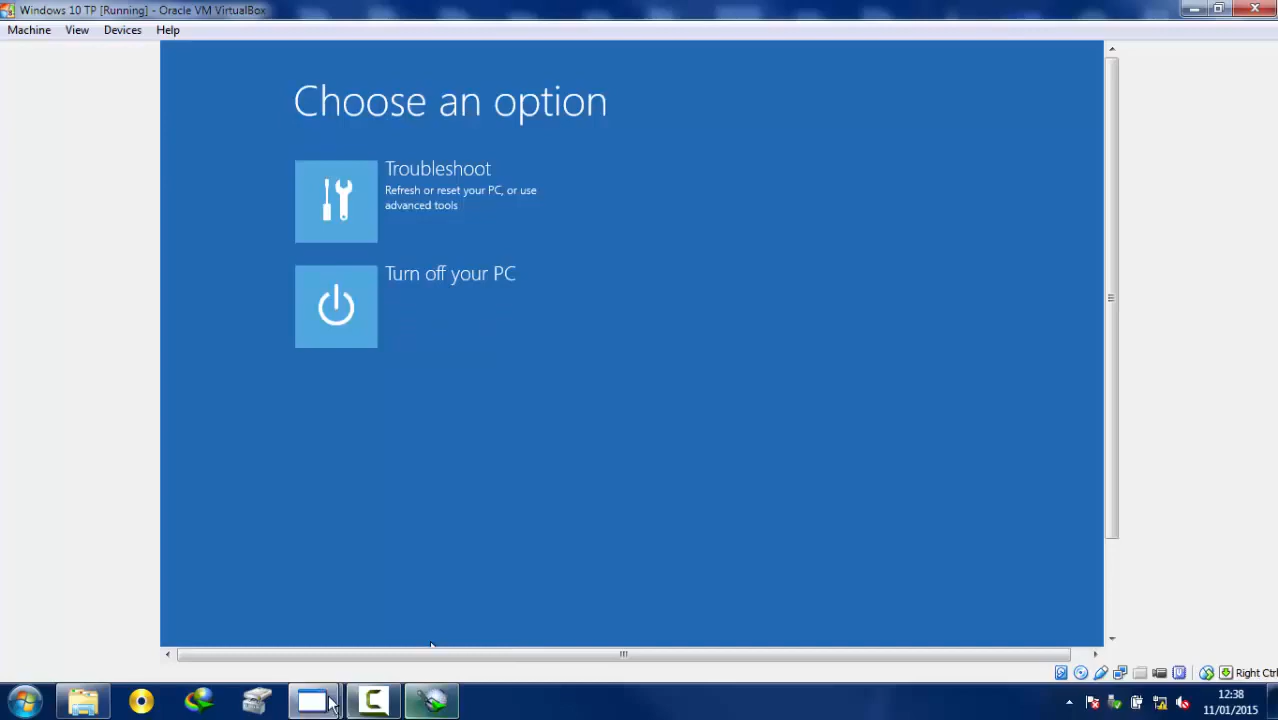 Windows 10 TP [Running] - Oracle VM VirtualBox
Machine View Devices Help
Choose an option
Troubleshoot
Refresh or reset your PC, or use
advanced tools
Turn off your PC
Right Ctrl
12:38
11/01/2015